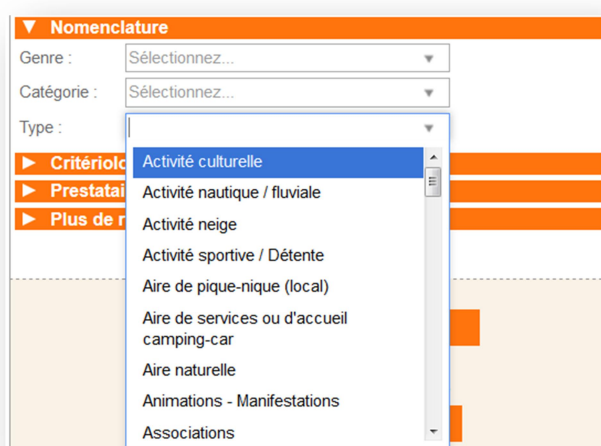 ▼ Nomenclature
Genre :
Sélectionnez...
Catégorie :
Sélectionnez...
Type :
Activité culturelle
Activité nautique / fluviale
Activité neige
Activité sportive / Détente
Aire de pique-nique (local)
Aire de services ou d'accueil
camping-car
Aire naturelle
Animations - Manifestations
Associations
► Critériolo
► Prestatai
► Plus de r